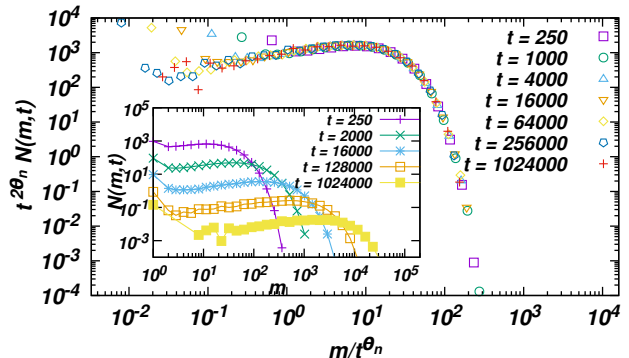 t^{2θ_n} N(m,t)
10^4
10^3
10^2
10^1
10^0
10^-1
10^-2
10^-3
10^-4
10^-2
10^-1
10^0
10^1
10^2
10^3
10^4
m/t^{θ_n}
t = 250
t = 1000
t = 4000
t = 16000
t = 64000
t = 256000
t = 1024000
N(m,t)
10^5
10^3
10^1
10^-1
10^-3
10^0
10^1
10^2
10^3
10^4
10^5
m
t = 250
t = 2000
t = 16000
t = 128000
t = 1024000